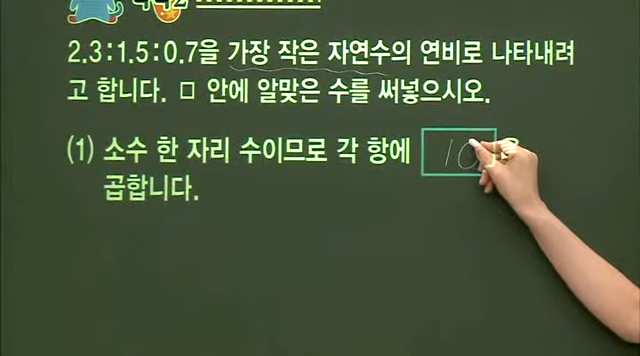 2.3:1.5:0.7을 가장 작은 자연수의 연비로 나타내려
고 합니다. □ 안에 알맞은 수를 써넣으시오.
(1) 소수 한 자리 수이므로 각 항에 10
곱합니다.